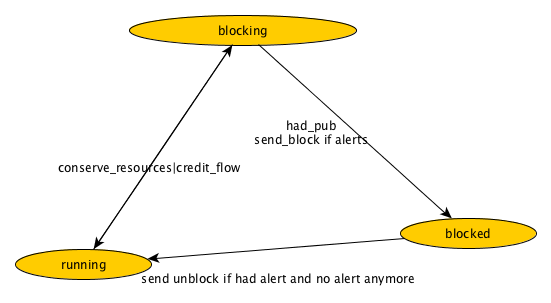 blocking
had_pub
send_block if alerts
conserve_resources|credit_flow
blocked
running
send unblock if had alert and no alert anymore